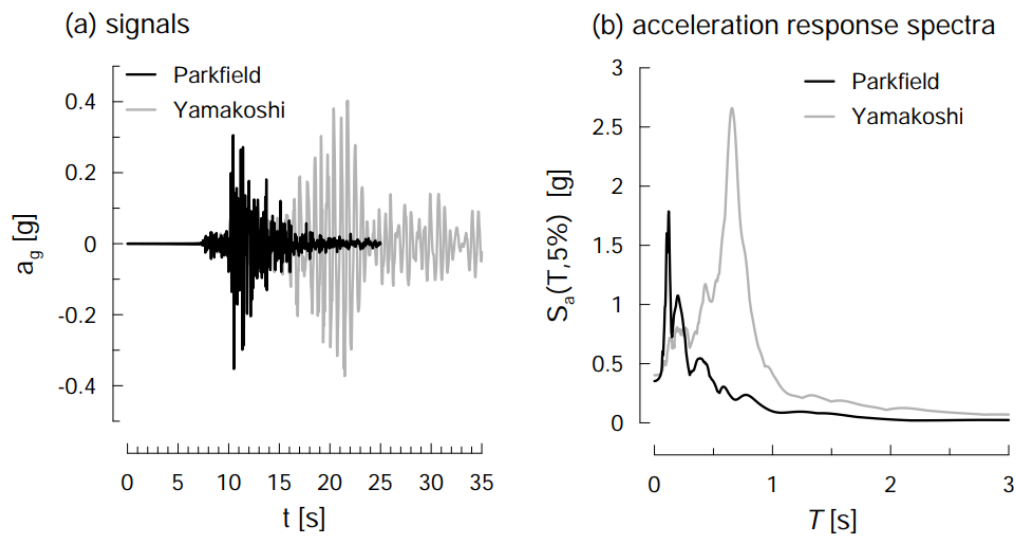 (a) signals
Parkfield
Yamakoshi
0.4
0.2
0
-0.2
-0.4
a_g [g]
0 5 10 15 20 25 30 35
t [s]
(b) acceleration response spectra
Parkfield
Yamakoshi
3
2.5
2
1.5
1
0.5
0
S_a(T,5%) [g]
0 1 2 3
T [s]